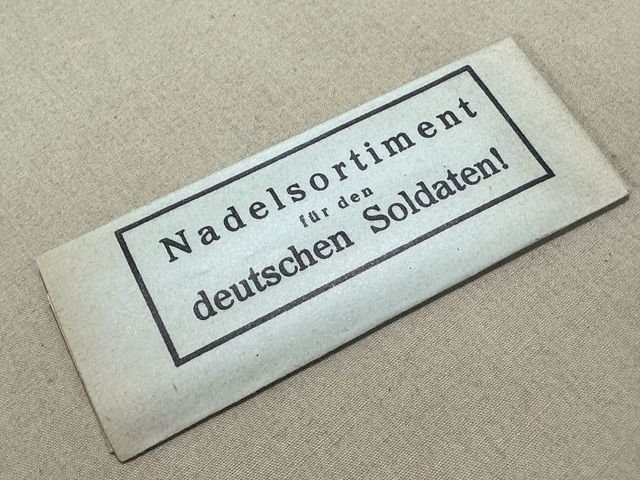 Nadelsortiment
für den
deutschen Soldaten!